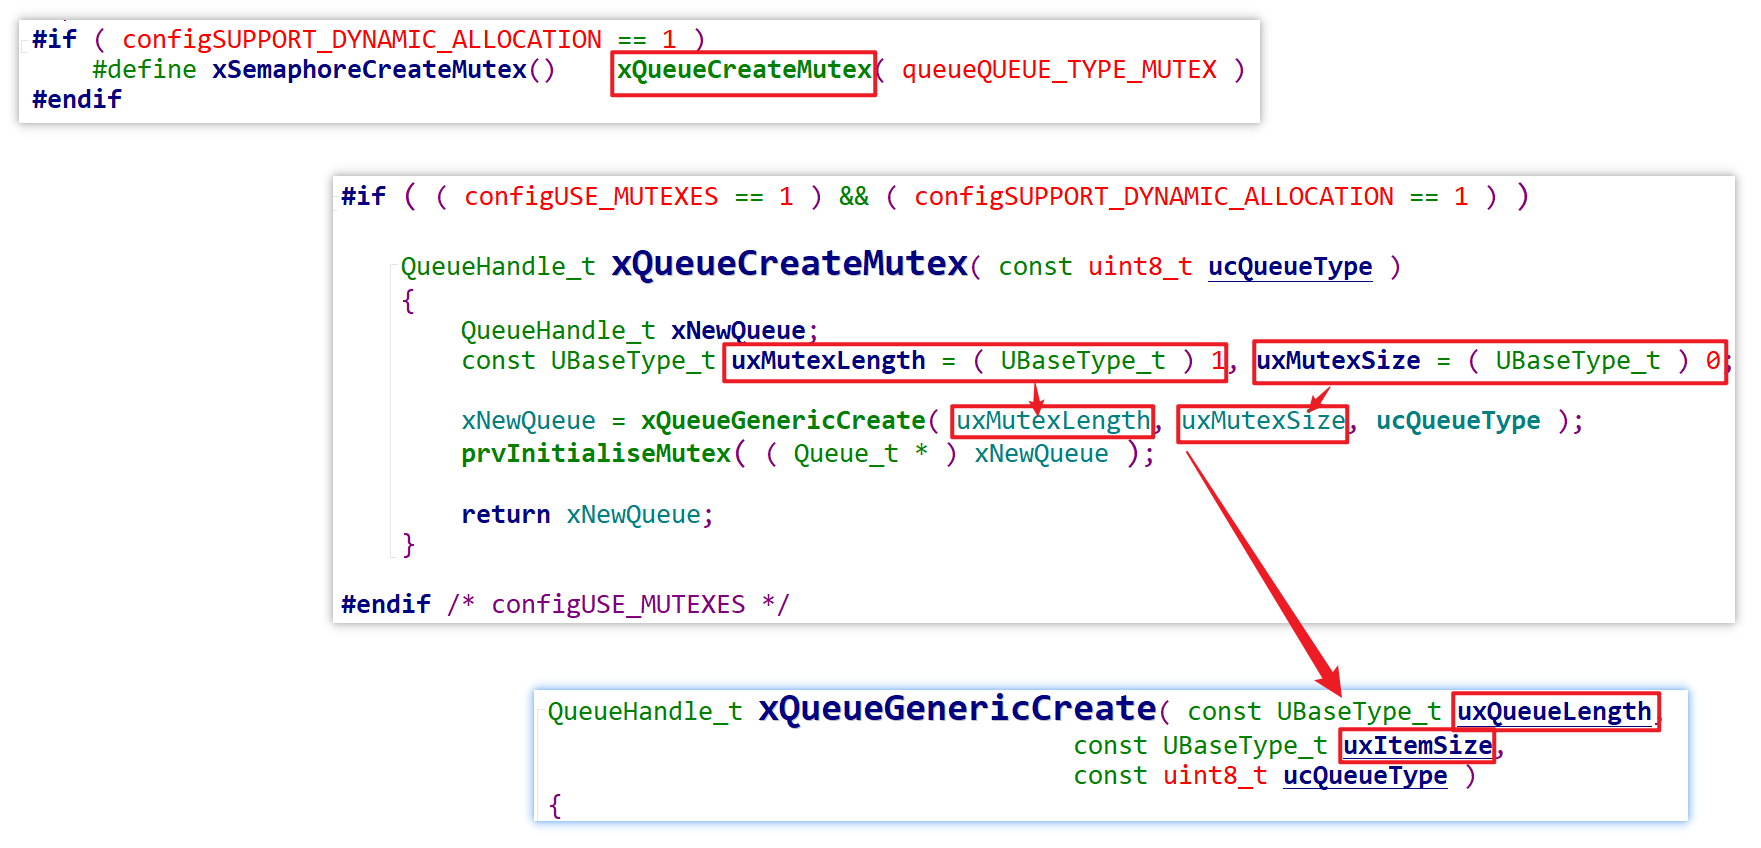 #if ( configSUPPORT_DYNAMIC_ALLOCATION == 1 )
#define xSemaphoreCreateMutex() xQueueCreateMutex( queueQUEUE_TYPE_MUTEX )
#endif
#if ( ( configUSE_MUTEXES == 1 ) && ( configSUPPORT_DYNAMIC_ALLOCATION == 1 ) )
QueueHandle_t xQueueCreateMutex( const uint8_t ucQueueType )
{
QueueHandle_t xNewQueue;
const UBaseType_t uxMutexLength = ( UBaseType_t ) 1, uxMutexSize = ( UBaseType_t ) 0;
xNewQueue = xQueueGenericCreate( uxMutexLength, uxMutexSize, ucQueueType );
prvInitialiseMutex( ( Queue_t * ) xNewQueue );
return xNewQueue;
}
#endif /* configUSE_MUTEXES */
QueueHandle_t xQueueGenericCreate( const UBaseType_t uxQueueLength,
const UBaseType_t uxItemSize,
const uint8_t ucQueueType )
{